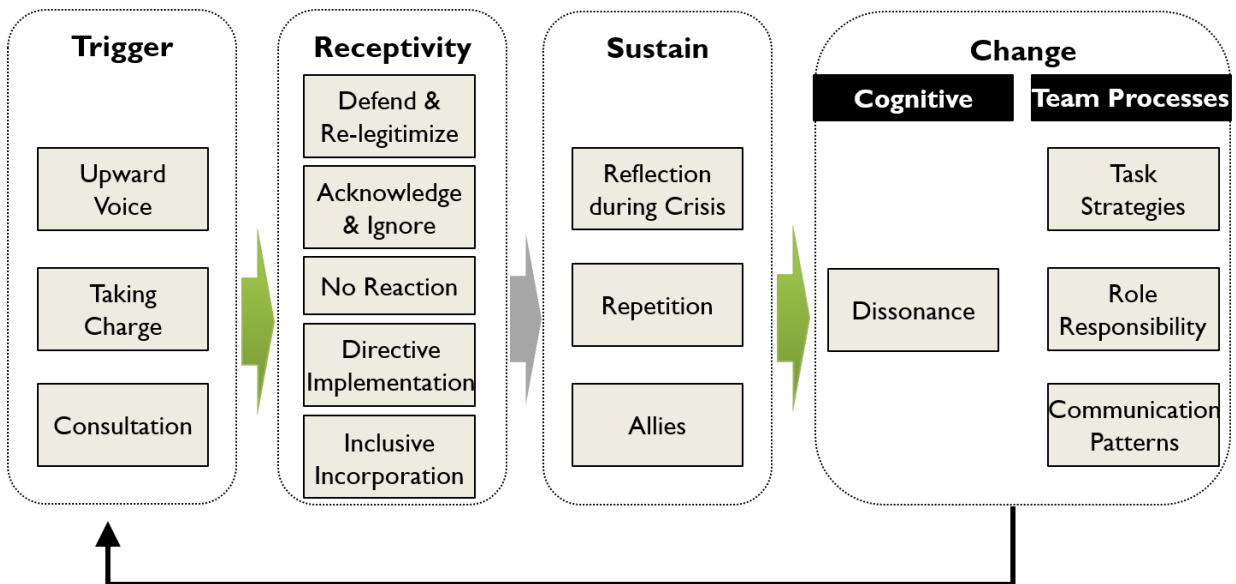 Trigger
Upward
Voice
Taking
Charge
Consultation
Receptivity
Defend &
Re-legitimize
Acknowledge
& Ignore
No Reaction
Directive
Implementation
Inclusive
Incorporation
Sustain
Reflection
during Crisis
Repetition
Allies
Change
Cognitive
Dissonance
Team Processes
Task
Strategies
Role
Responsibility
Communication
Patterns